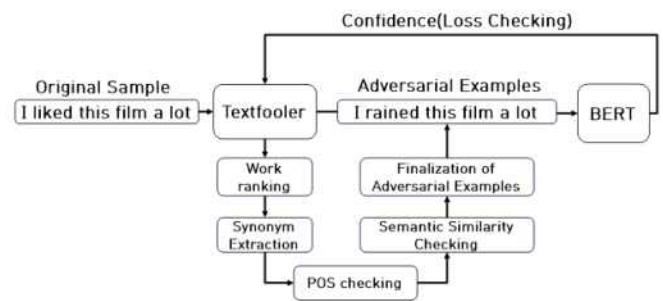 Confidence(Loss Checking)
Original Sample
Adversarial Examples
I liked this film a lot
Textfooler
I rained this film a lot
BERT
Work
ranking
Finalization of
Adversarial Examples
Synonym
Extraction
Semantic Similarity
Checking
POS checking